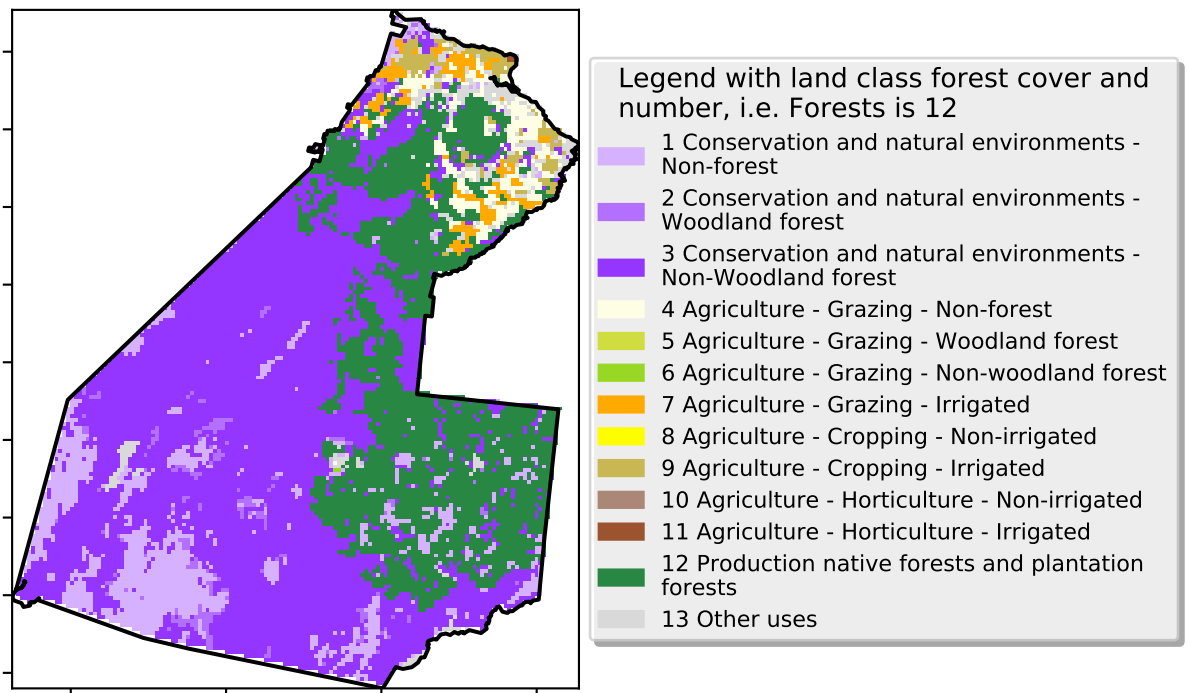 Legend with land class forest cover and
number, i.e. Forests is 12
1 Conservation and natural environments -
Non-forest
2 Conservation and natural environments -
Woodland forest
3 Conservation and natural environments -
Non-Woodland forest
4 Agriculture - Grazing - Non-forest
5 Agriculture - Grazing - Woodland forest
6 Agriculture - Grazing - Non-woodland forest
7 Agriculture - Grazing - Irrigated
8 Agriculture - Cropping - Non-irrigated
9 Agriculture - Cropping - Irrigated
10 Agriculture - Horticulture - Non-irrigated
11 Agriculture - Horticulture - Irrigated
12 Production native forests and plantation
forests
13 Other uses